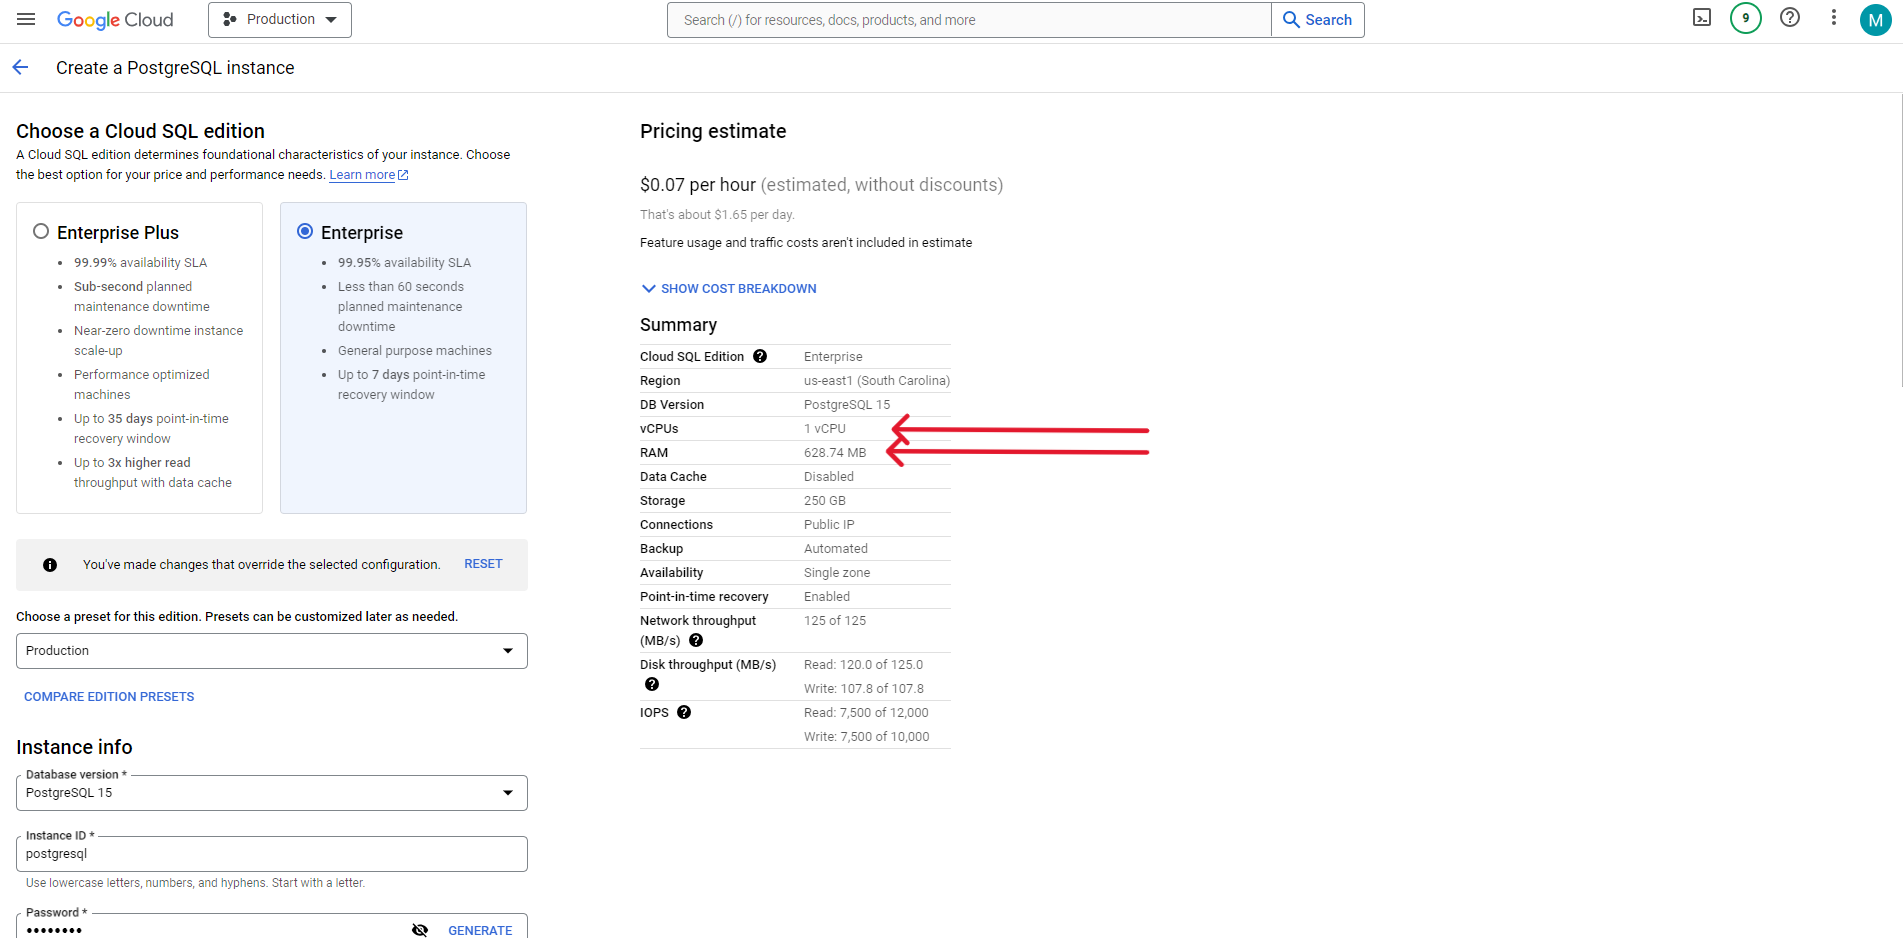 Google Cloud
Production
Search (/) for resources, docs, products, and more
Search
9
M
Create a PostgreSQL instance
Choose a Cloud SQL edition
A Cloud SQL edition determines foundational characteristics of your instance. Choose
the best option for your price and performance needs. Learn more
Enterprise Plus
99.99% availability SLA
Sub-second planned
maintenance downtime
Near-zero downtime instance
scale-up
Performance optimized
machines
Up to 35 days point-in-time
recovery window
Up to 3x higher read
throughput with data cache
Enterprise
99.95% availability SLA
Less than 60 seconds
planned maintenance
downtime
General purpose machines
Up to 7 days point-in-time
recovery window
You've made changes that override the selected configuration. RESET
Choose a preset for this edition. Presets can be customized later as needed.
Production
COMPARE EDITION PRESETS
Instance info
Database version *
PostgreSQL 15
Instance ID *
postgresql
Use lowercase letters, numbers, and hyphens. Start with a letter.
Password *
••••••••
GENERATE
Pricing estimate
$0.07 per hour (estimated, without discounts)
That's about $1.65 per day.
Feature usage and traffic costs aren't included in estimate
SHOW COST BREAKDOWN
Summary
Cloud SQL Edition Enterprise
Region us-east1 (South Carolina)
DB Version PostgreSQL 15
vCPUs 1 vCPU
RAM 628.74 MB
Data Cache Disabled
Storage 250 GB
Connections Public IP
Backup Automated
Availability Single zone
Point-in-time recovery Enabled
Network throughput 125 of 125
(MB/s)
Disk throughput (MB/s) Read: 120.0 of 125.0
Write: 107.8 of 107.8
IOPS Read: 7,500 of 12,000
Write: 7,500 of 10,000